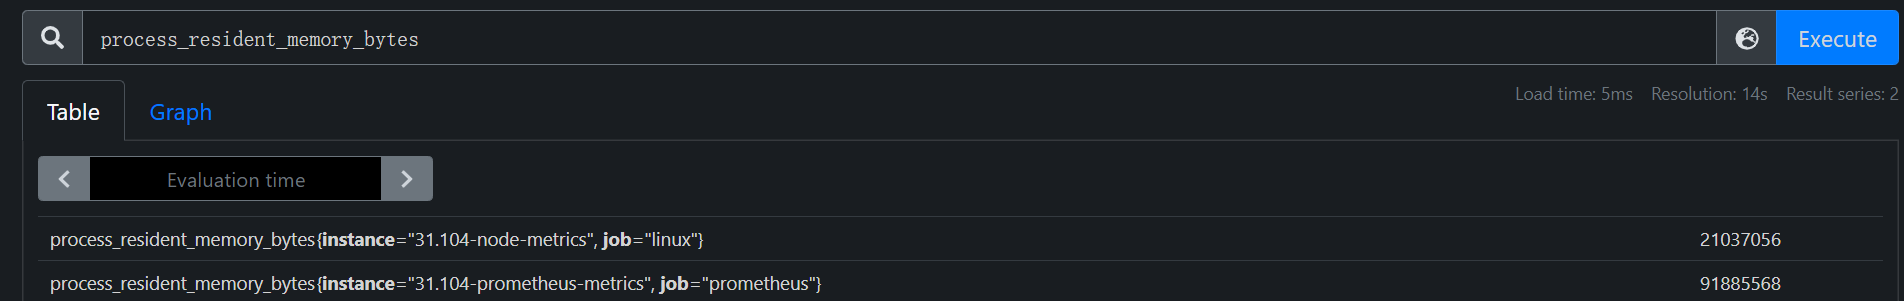 process_resident_memory_bytes Execute
Load time: 5ms Resolution: 14s Result series: 2
Table Graph
Evaluation time
process_resident_memory_bytes{instance="31.104-node-metrics", job="linux"} 21037056
process_resident_memory_bytes{instance="31.104-prometheus-metrics", job="prometheus"} 91885568